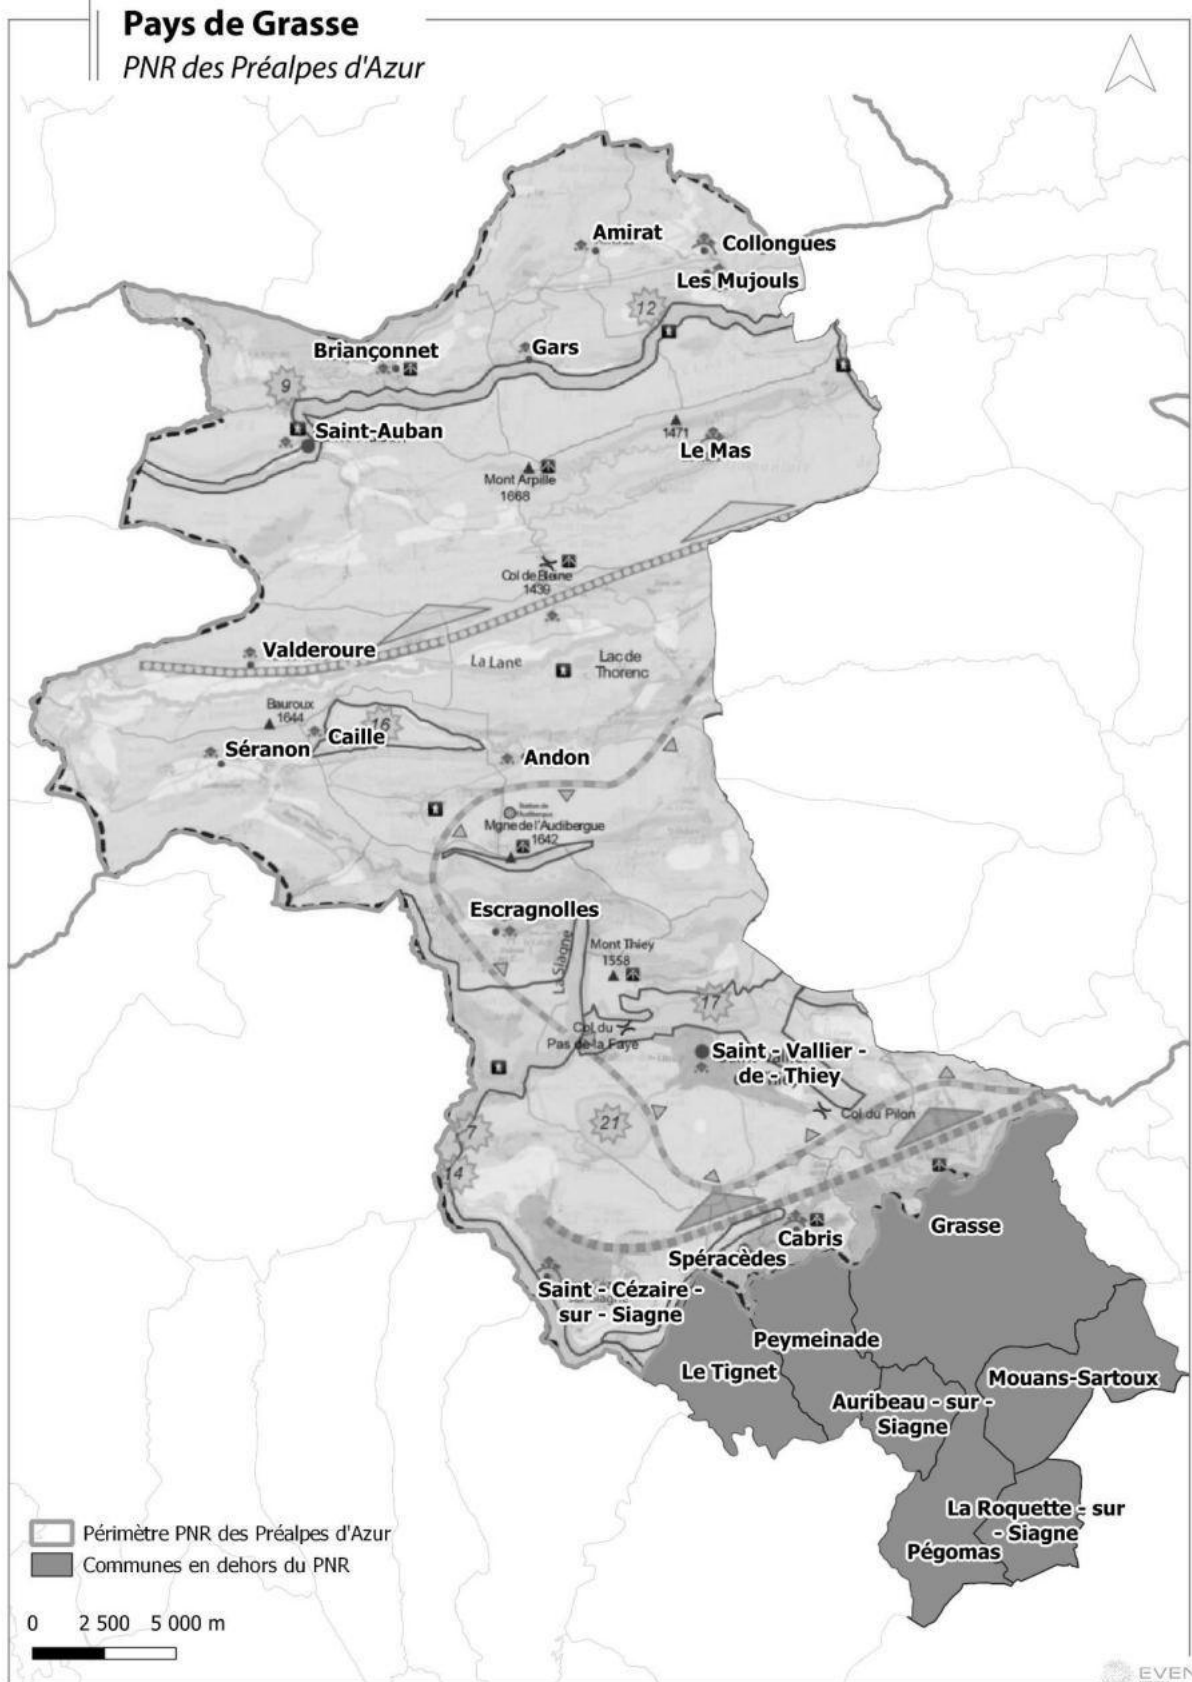 Pays de Grasse
PNR des Préalpes d'Azur
Amirat
Collongues
Les Mujouls
12
Gars
Briançonnet
9
Saint-Auban
1471
Le Mas
Mont Arpille
1668
Col de Bleine
1439
Valderoure
La Lane
Lac de
Thorenc
Bauroux
1644
16
Caille
Séranon
Andon
Mgne de l'Audibergue
1642
Escragnolles
La Siagne
Mont Thiey
1558
17
Col du
Pas de la Faye
Saint - Vallier -
de - Thiey
Col du Pilon
7
21
14
Grasse
Cabris
Spéracèdes
Saint - Cézaire -
sur - Siagne
Peymeinade
Le Tignet
Mouans-Sartoux
Auribeau - sur -
Siagne
La Roquette - sur
- Siagne
Pégomas
Périmètre PNR des Préalpes d'Azur
Communes en dehors du PNR
0 2 500 5 000 m
EVEN